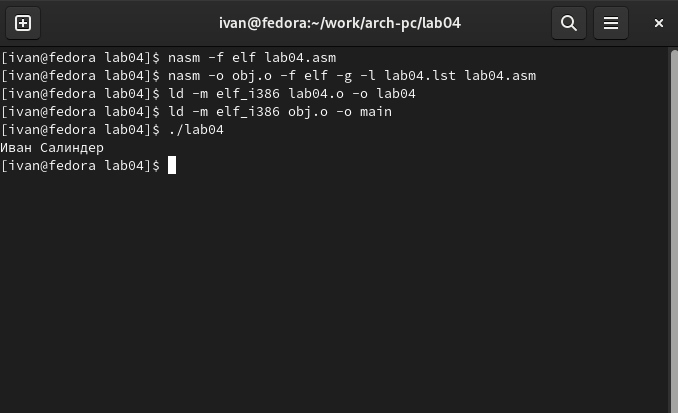 ivan@fedora:~/work/arch-pc/lab04
[ivan@fedora lab04]$ nasm -f elf lab04.asm
[ivan@fedora lab04]$ nasm -o obj.o -f elf -g -l lab04.lst lab04.asm
[ivan@fedora lab04]$ ld -m elf_i386 lab04.o -o lab04
[ivan@fedora lab04]$ ld -m elf_i386 obj.o -o main
[ivan@fedora lab04]$ ./lab04
Иван Салиндер
[ivan@fedora lab04]$